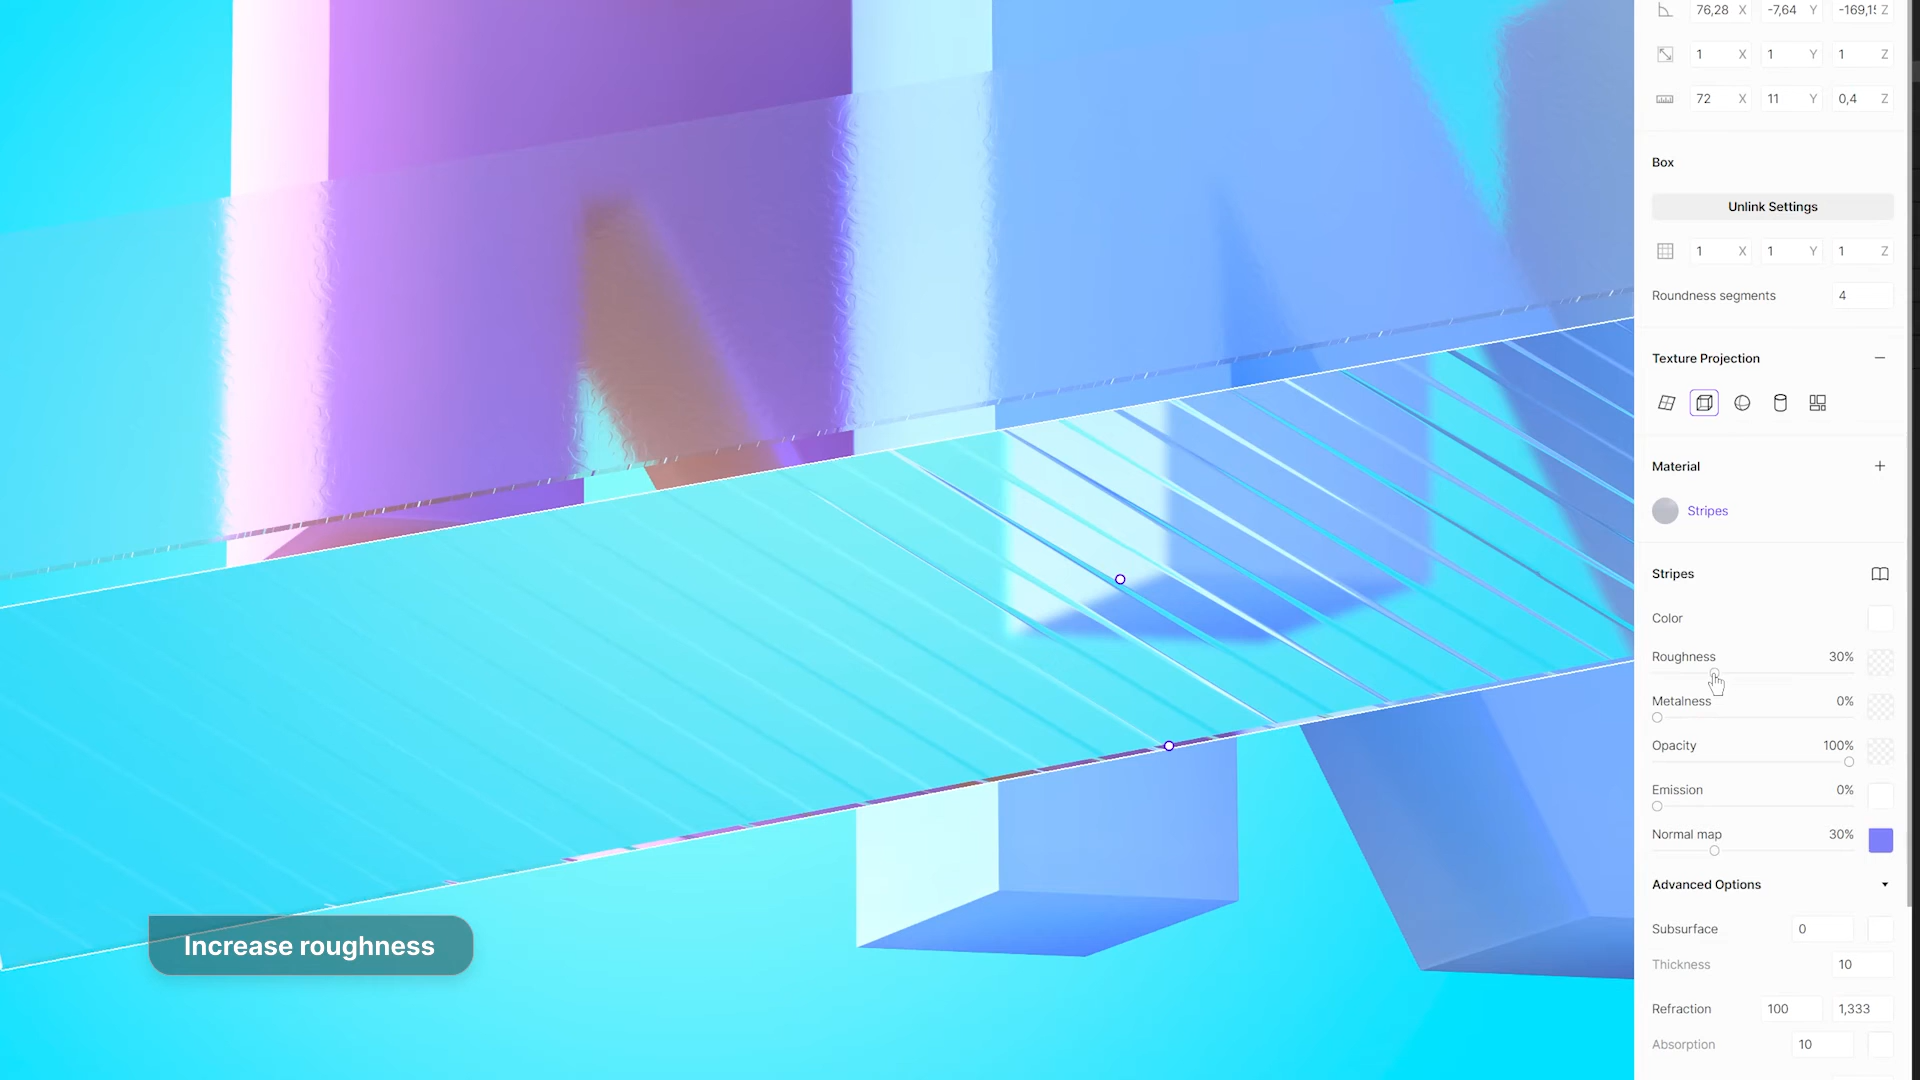 76,28 X -7,64 Y -169,1 Z
1 X 1 Y 1 Z
72 X 11 Y 0,4 Z
Box
Unlink Settings
1 X 1 Y 1 Z
Roundness segments 4
Texture Projection
Material
Stripes
Stripes
Color
Roughness 30%
Metalness 0%
Opacity 100%
Emission 0%
Normal map 30%
Advanced Options
Increase roughness
Subsurface 0
Thickness 10
Refraction 100 1,333
Absorption 10